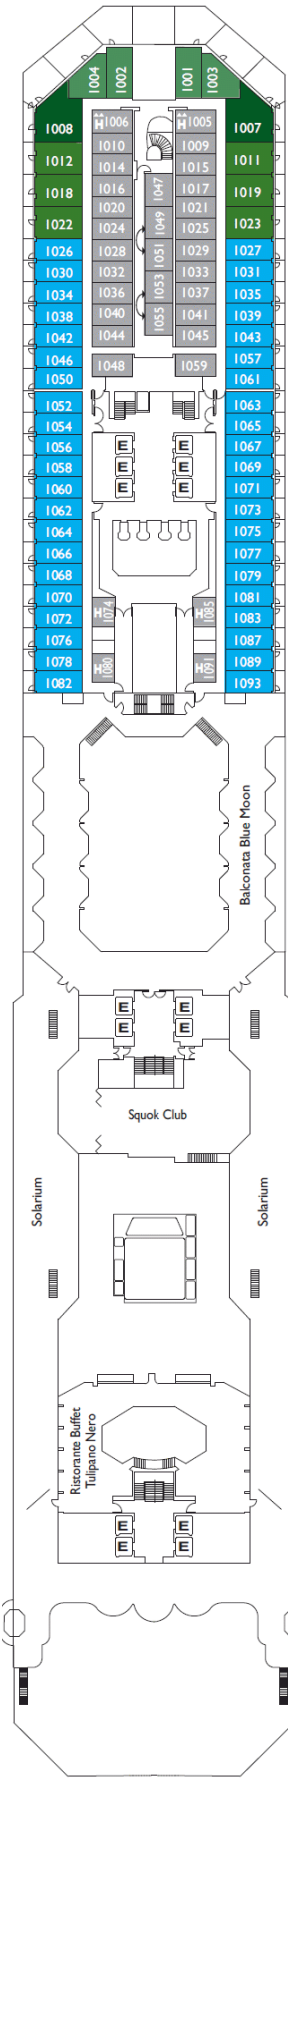 1004 1002 1001 1003
1008 H 1006 H 1005 1007
1010 1009
1012 1014 1015 1011
1018 1016 1047 1017 1019
1020 1021
1022 1024 1049 1025 1023
1026 1028 1051 1029 1027
1030 1032 1033 1031
1034 1036 1053 1037 1035
1038 1040 1055 1041 1039
1042 1044 1045 1043
1046 1048 1059 1057
1050 1061
1052 1063
1054 1065
1056 E E 1067
1058 E E 1069
1060 E E 1071
1062 1073
1064 1075
1066 1077
1068 1079
1070 H 1074 H 1085 1081
1072 1083
1076 1087
1078 H 1080 H 1091 1089
1082 1093
Balconata Blue Moon
E E
E E
Squok Club
Solarium Solarium
Ristorante Buffet
Tulipano Nero
E E
E E